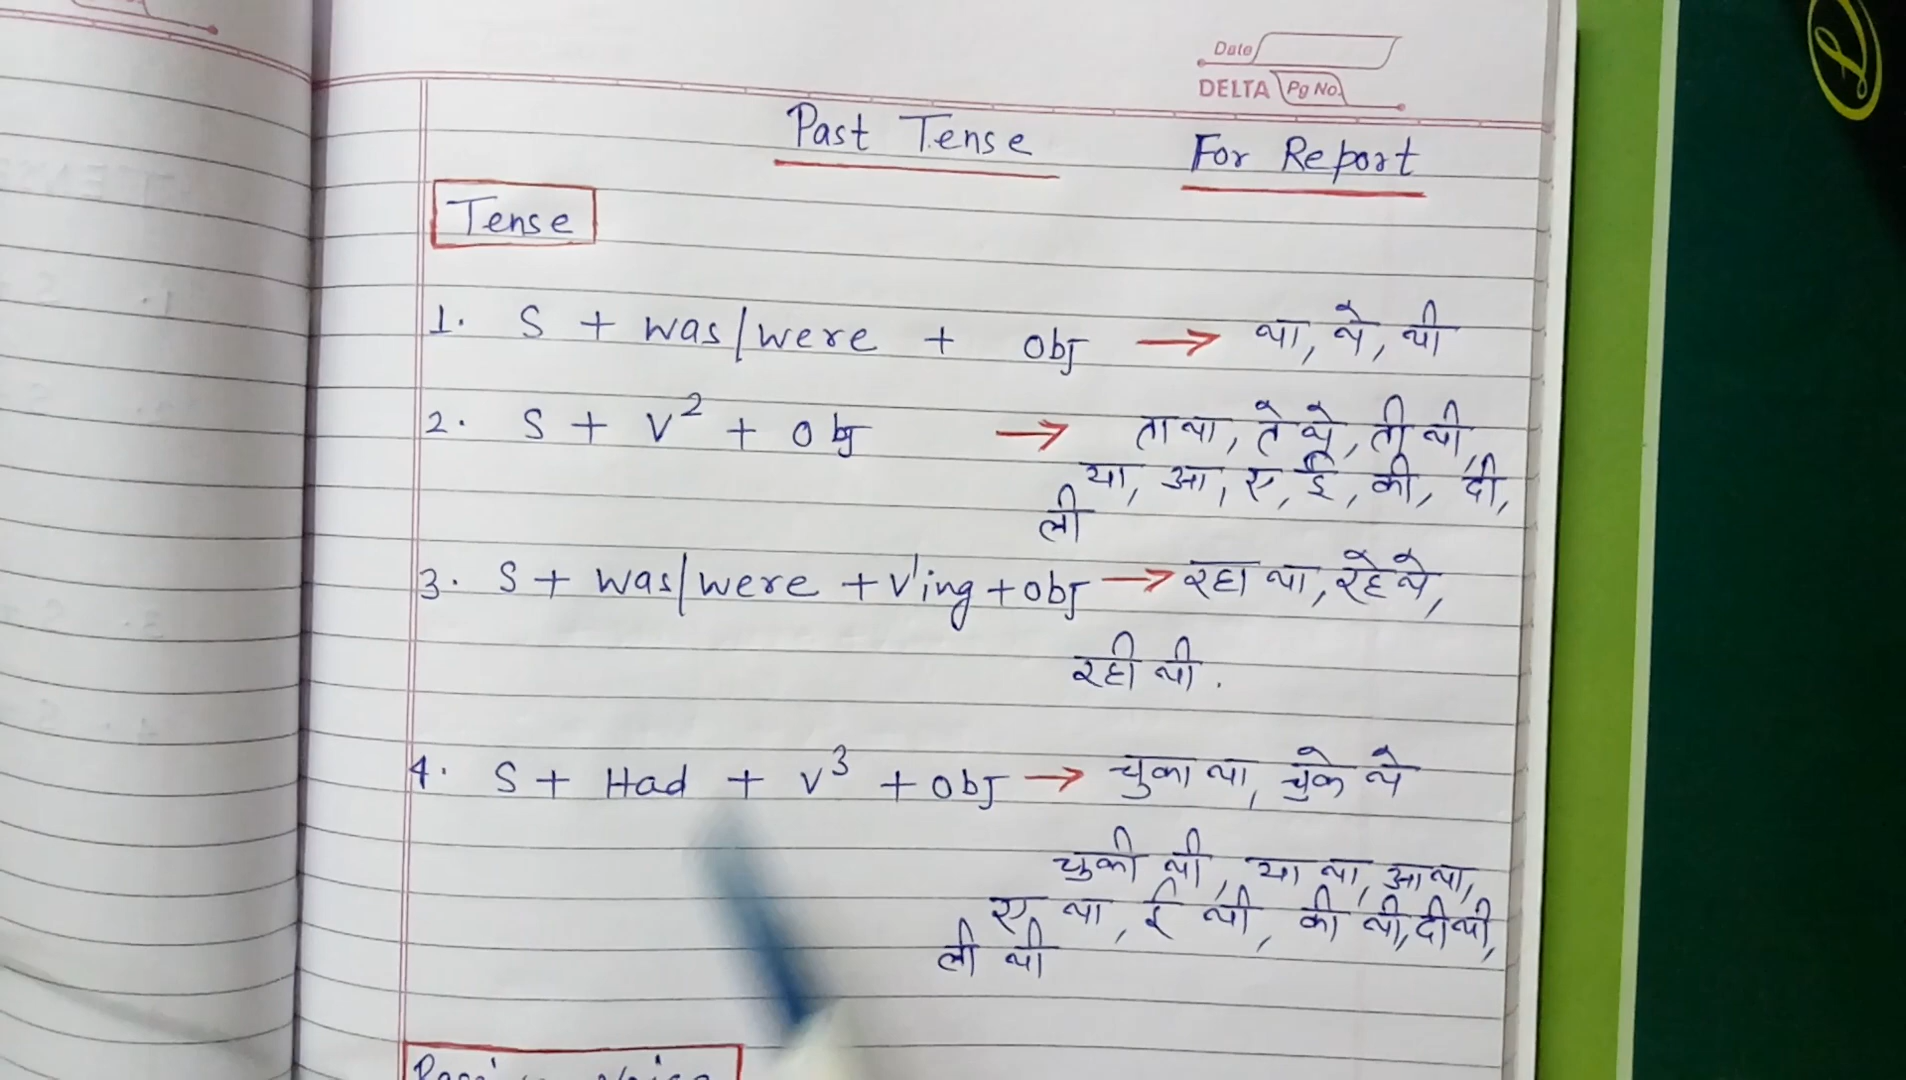 Date
DELTA Pg No.
Past Tense For Report
Tense
1. S + was/were + obj → था, थे, थी
2. S + V² + obj → ता था, ते थे, ती थी,
या, आ, ए, ई, की, दी,
ली
3. S + was/were + V¹ing + obj → रहा था, रहे थे,
रही थी.
4. S + Had + V³ + obj → चुका था, चुके थे
चुकी थी, या था, आ था,
ए था, ई थी, की थी, दी थी,
ली थी
Voice